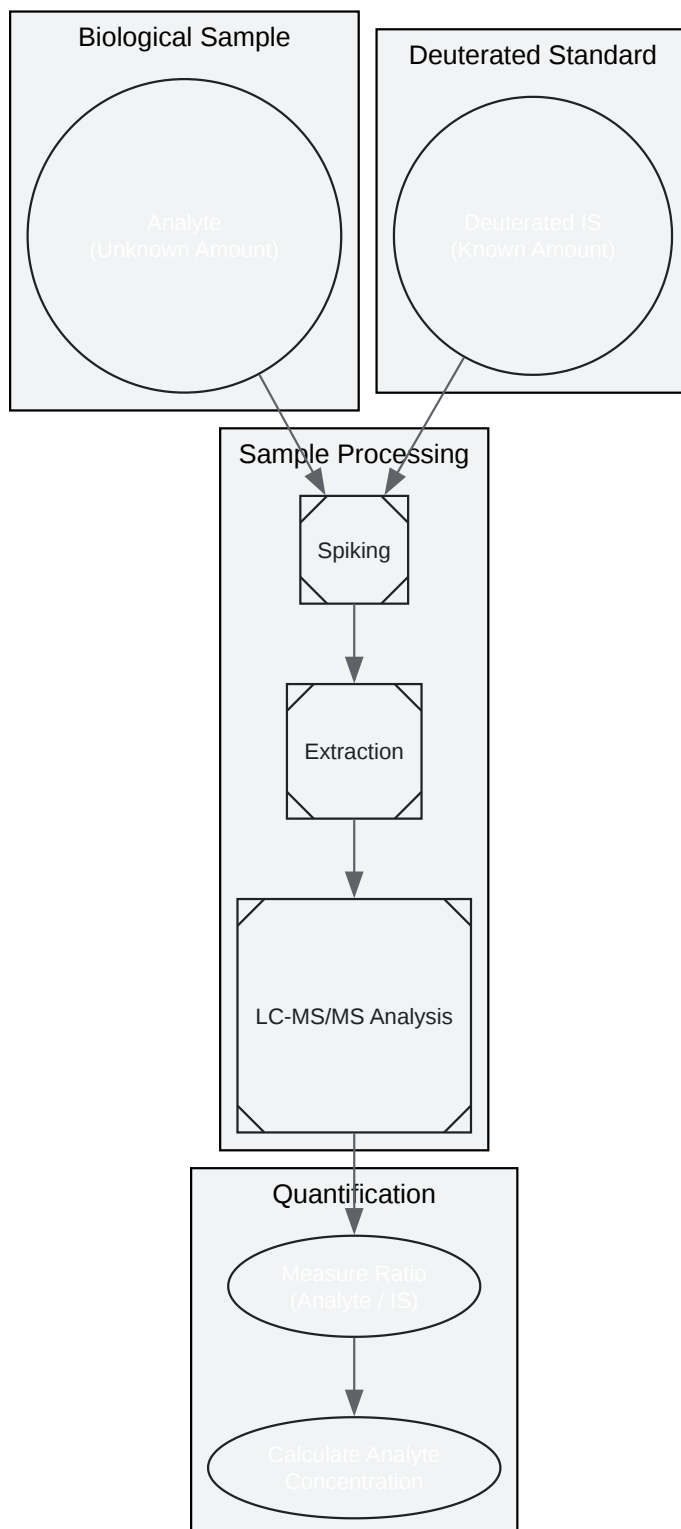 Biological Sample
Deuterated Standard
Analyte
(Unknown Amount)
Deuterated IS
(Known Amount)
Sample Processing
Spiking
Extraction
LC-MS/MS Analysis
Quantification
Measure Ratio
(Analyte / IS)
Calculate Analyte
Concentration